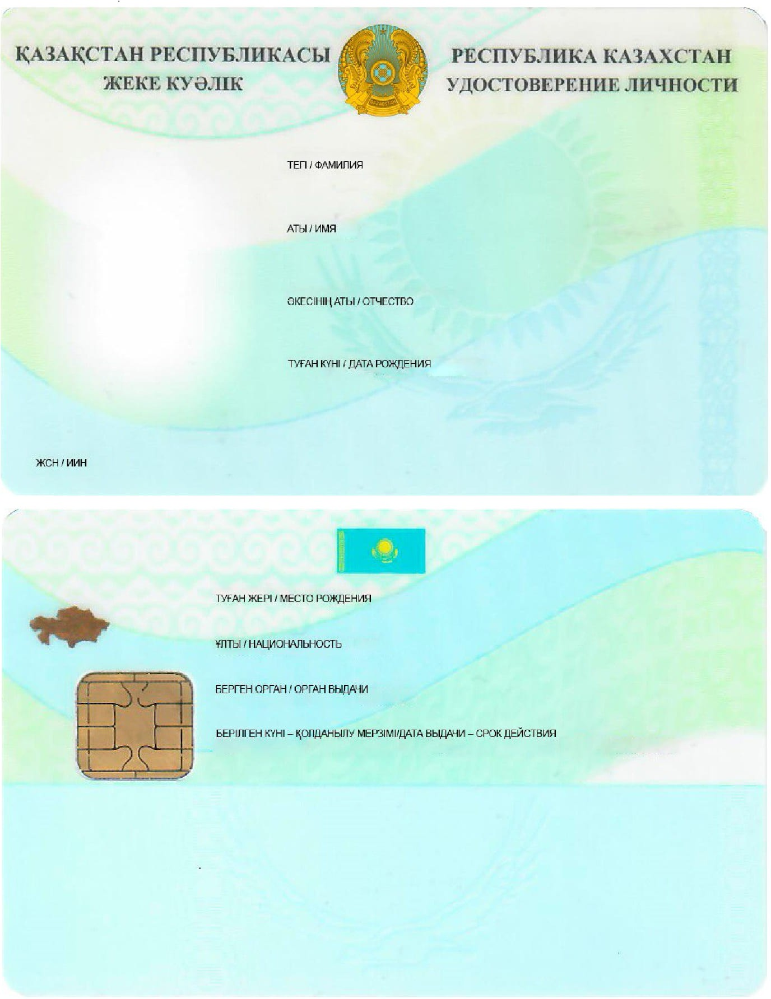 ҚАЗАҚСТАН РЕСПУБЛИКАСЫ
ЖЕКЕ КУӘЛІК
QAZAQSTAN
РЕСПУБЛИКА КАЗАХСТАН
УДОСТОВЕРЕНИЕ ЛИЧНОСТИ
ТЕГІ / ФАМИЛИЯ
АТЫ / ИМЯ
ӘКЕСІНІҢ АТЫ / ОТЧЕСТВО
ТУҒАН КҮНІ / ДАТА РОЖДЕНИЯ
ЖСН / ИИН
ТУҒАН ЖЕРІ / МЕСТО РОЖДЕНИЯ
ҰЛТЫ / НАЦИОНАЛЬНОСТЬ
БЕРГЕН ОРГАН / ОРГАН ВЫДАЧИ
БЕРІЛГЕН КҮНІ – ҚОЛДАНЫЛУ МЕРЗІМІ/ДАТА ВЫДАЧИ – СРОК ДЕЙСТВИЯ